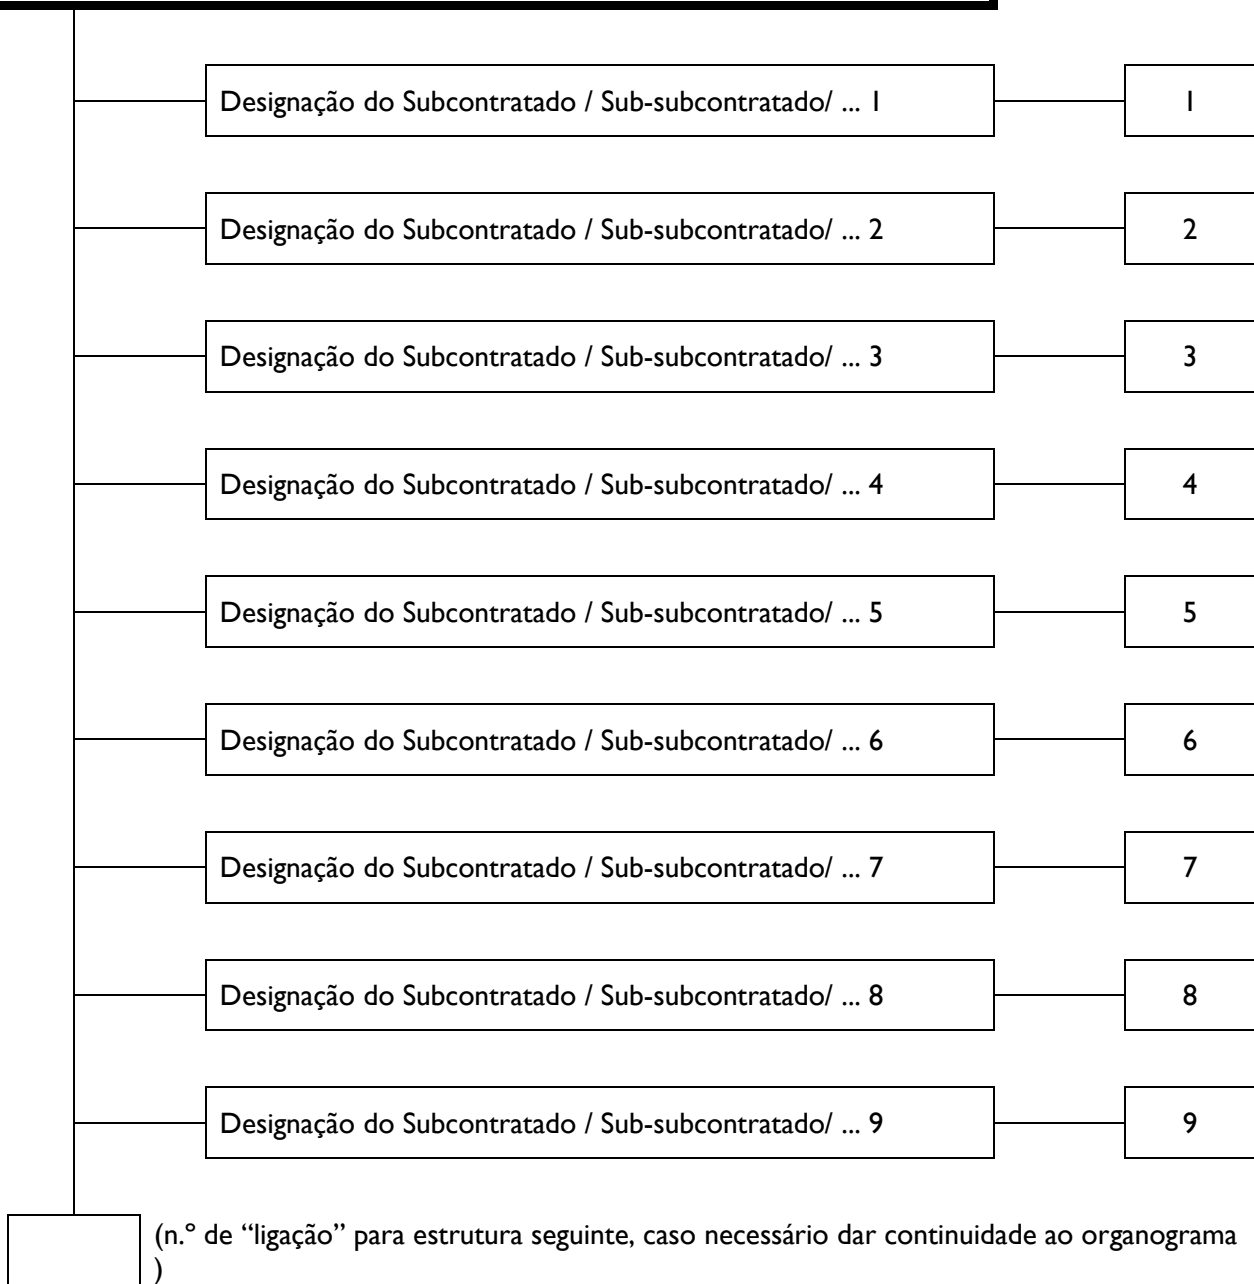 Designação do Subcontratado / Sub-subcontratado/ ... 1
1
Designação do Subcontratado / Sub-subcontratado/ ... 2
2
Designação do Subcontratado / Sub-subcontratado/ ... 3
3
Designação do Subcontratado / Sub-subcontratado/ ... 4
4
Designação do Subcontratado / Sub-subcontratado/ ... 5
5
Designação do Subcontratado / Sub-subcontratado/ ... 6
6
Designação do Subcontratado / Sub-subcontratado/ ... 7
7
Designação do Subcontratado / Sub-subcontratado/ ... 8
8
Designação do Subcontratado / Sub-subcontratado/ ... 9
9
(n.º de “ligação” para estrutura seguinte, caso necessário dar continuidade ao organograma
)